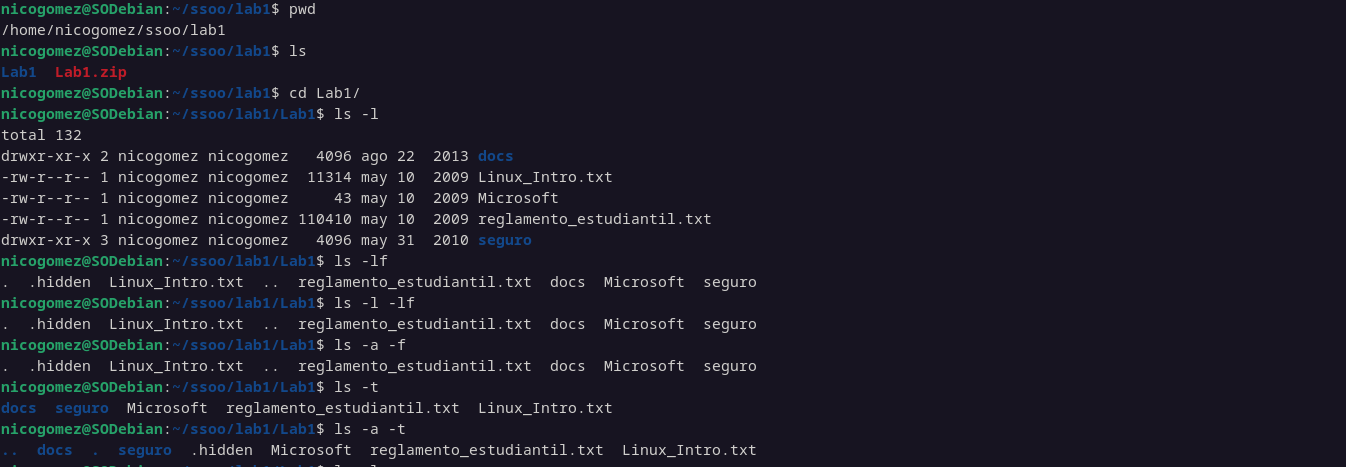 nicogomez@SODebian:~/ssoo/lab1$ pwd
/home/nicogomez/ssoo/lab1
nicogomez@SODebian:~/ssoo/lab1$ ls
Lab1  Lab1.zip
nicogomez@SODebian:~/ssoo/lab1$ cd Lab1/
nicogomez@SODebian:~/ssoo/lab1/Lab1$ ls -l
total 132
drwxr-xr-x 2 nicogomez nicogomez   4096 ago 22  2013 docs
-rw-r--r-- 1 nicogomez nicogomez  11314 may 10  2009 Linux_Intro.txt
-rw-r--r-- 1 nicogomez nicogomez     43 may 10  2009 Microsoft
-rw-r--r-- 1 nicogomez nicogomez 110410 may 10  2009 reglamento_estudiantil.txt
drwxr-xr-x 3 nicogomez nicogomez   4096 may 31  2010 seguro
nicogomez@SODebian:~/ssoo/lab1/Lab1$ ls -lf
.  .hidden  Linux_Intro.txt  ..  reglamento_estudiantil.txt  docs  Microsoft  seguro
nicogomez@SODebian:~/ssoo/lab1/Lab1$ ls -l -lf
.  .hidden  Linux_Intro.txt  ..  reglamento_estudiantil.txt  docs  Microsoft  seguro
nicogomez@SODebian:~/ssoo/lab1/Lab1$ ls -a -f
.  .hidden  Linux_Intro.txt  ..  reglamento_estudiantil.txt  docs  Microsoft  seguro
nicogomez@SODebian:~/ssoo/lab1/Lab1$ ls -t
docs  seguro  Microsoft  reglamento_estudiantil.txt  Linux_Intro.txt
nicogomez@SODebian:~/ssoo/lab1/Lab1$ ls -a -t
..  docs  .  seguro  .hidden  Microsoft  reglamento_estudiantil.txt  Linux_Intro.txt